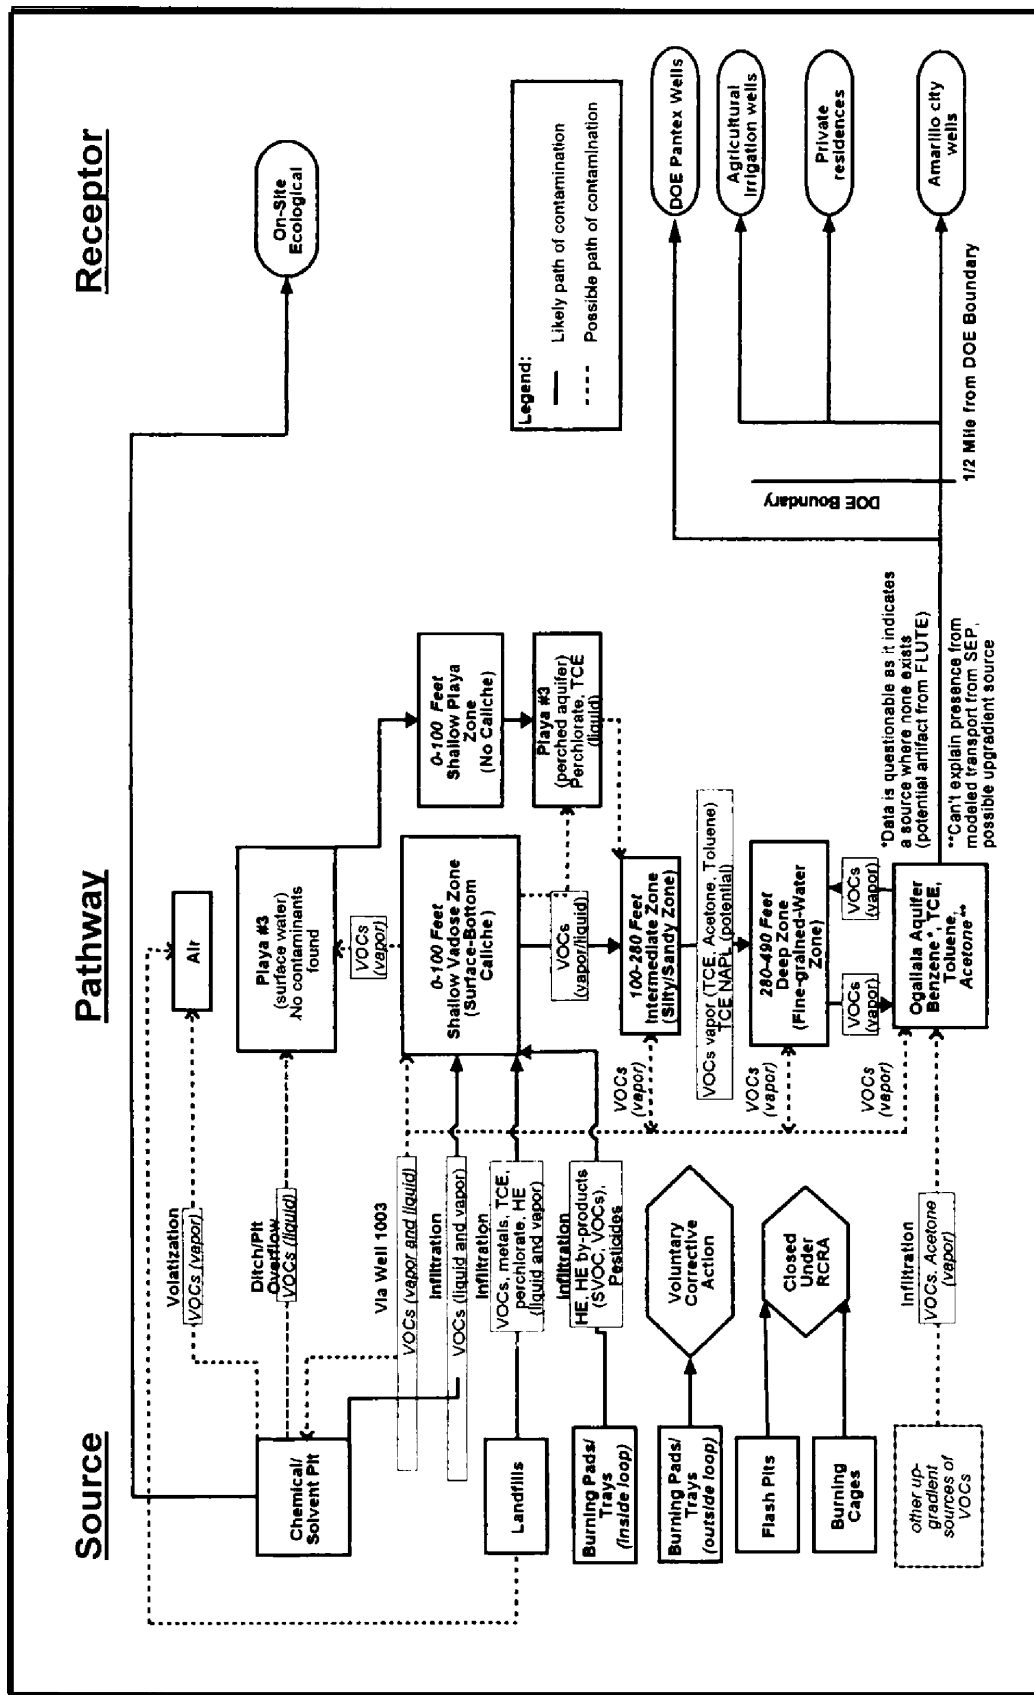 Source
Pathway
Receptor
Volatization
VOCs (vapor)
Air
Chemical/
Solvent Pit
Ditch/Pit
Overflow
VOCs (liquid)
Playa #3
(surface water)
No contaminants
found
On-Site
Ecological
VOCs
(vapor)
Via Well 1003
VOCs (vapor and liquid)
Infiltration
VOCs (liquid and vapor)
0-100 Feet
Shallow Vadose Zone
(Surface-Bottom
Caliche)
0-100 Feet
Shallow Playa
Zone
(No Caliche)
Landfills
Infiltration
VOCs, metals, TCE,
perchlorate, HE
(liquid and vapor)
VOCs
(vapor/liquid)
Playa #3
(perched aquifer)
Perchlorate, TCE
(liquid)
Legend:
Likely path of contamination
Possible path of contamination
Burning Pads/
Trays
(inside loop)
Infiltration
HE, HE by-products
(SVOC, VOCs),
Pesticides
VOCs
(vapor)
100-280 Feet
Intermediate Zone
(Silty/Sandy Zone)
Burning Pads/
Trays
(outside loop)
Voluntary
Corrective
Action
VOCs vapor (TCE, Acetone, Toluene)
TCE NAPL (potential)
DOE Pantex Wells
Flash Pits
Closed
Under
RCRA
VOCs
(vapor)
280-490 Feet
Deep Zone
(Fine-grained-Water
Zone)
Agricultural
Irrigation wells
Burning
Cages
VOCs
(vapor)
VOCs
(vapor)
VOCs
(vapor)
DOE Boundary
Private
residences
other up-
gradient
sources of
VOCs
Infiltration
VOCs, Acetone
(vapor)
Ogallala Aquifer
Benzene*, TCE,
Toluene,
Acetone**
*Data is questionable as it indicates
a source where none exists
(potential artifact from FLUTE)
**Can't explain presence from
modeled transport from SEP,
possible upgradient source
1/2 Mile from DOE Boundary
Amarillo city
wells